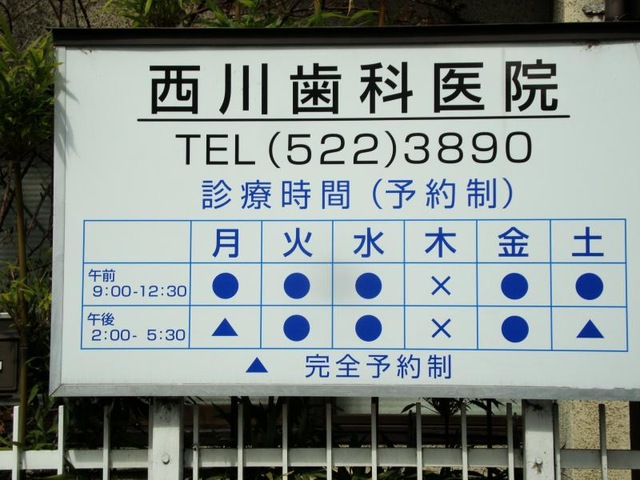 西川歯科医院
TEL(522)3890
診療時間(予約制)
月 火 水 木 金 土
午前 9:00-12:30 ● ● ● × ● ●
午後 2:00- 5:30 ▲ ● ● × ● ▲
▲ 完全予約制